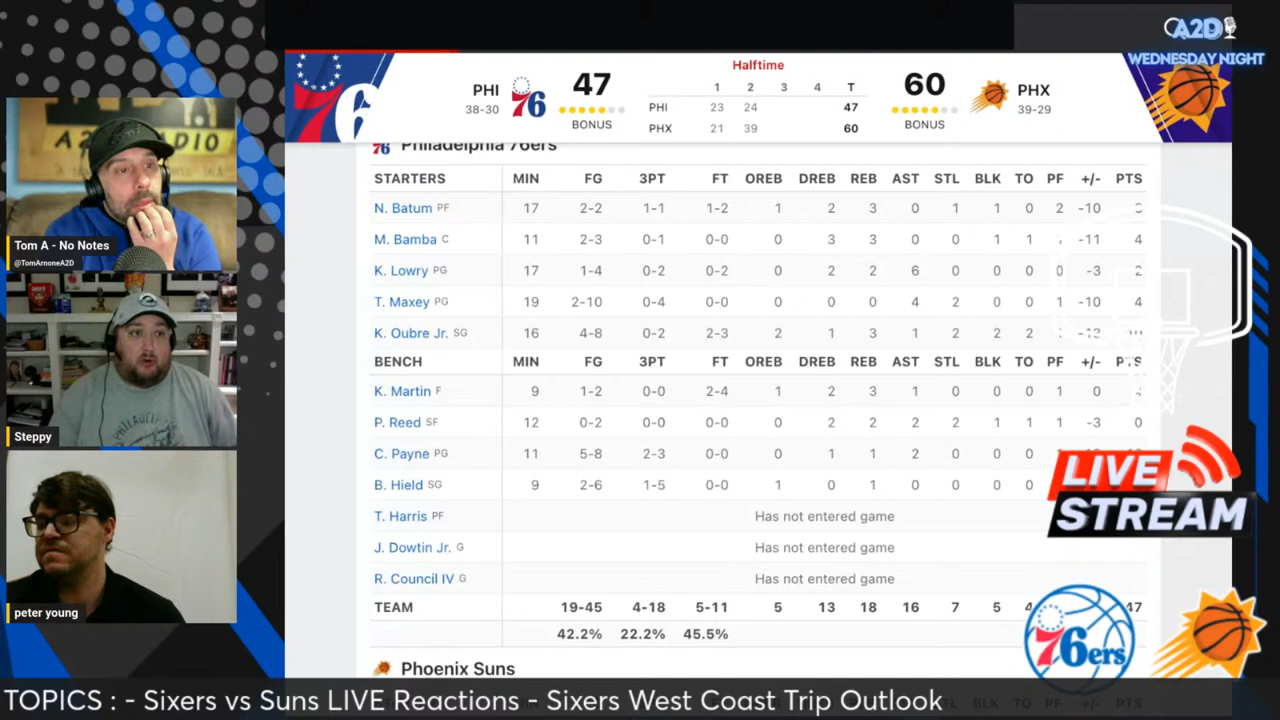 A2D
WEDNESDAY NIGHT
Halftime
PHI 47 1 2 3 4 T 60 PHX
38-30 76 PHI 23 24 47 39-29
BONUS PHX 21 39 60 BONUS
Philadelphia 76ers
STARTERS MIN FG 3PT FT OREB DREB REB AST STL BLK TO PF +/- PTS
N. Batum PF 17 2-2 1-1 1-2 1 2 3 0 1 1 0 2 -10
M. Bamba C 11 2-3 0-1 0-0 0 3 3 0 0 1 1 -11 4
K. Lowry PG 17 1-4 0-2 0-2 0 2 2 6 0 0 0 0 -3 2
T. Maxey PG 19 2-10 0-4 0-0 0 0 0 4 2 0 0 1 -10 4
K. Oubre Jr. SG 16 4-8 0-2 2-3 2 1 3 1 2 2 2
BENCH MIN FG 3PT FT OREB DREB REB AST STL BLK TO PF +/- PTS
K. Martin F 9 1-2 0-0 2-4 1 2 3 1 0 0 0 1 0
P. Reed SF 12 0-2 0-0 0-0 0 2 2 2 2 1 1 1 -3 0
C. Payne PG 11 5-8 2-3 0-0 0 1 1 2 0 0 0
B. Hield SG 9 2-6 1-5 0-0 1 0 1 0 0 0 0
T. Harris PF Has not entered game
J. Dowtin Jr. G Has not entered game
R. Council IV G Has not entered game
TEAM 19-45 4-18 5-11 5 13 18 16 7 5 47
42.2% 22.2% 45.5%
Phoenix Suns
Tom A - No Notes
@TomArnoneA2D
Steppy
peter young
LIVE
STREAM
76ers
TOPICS : - Sixers vs Suns LIVE Reactions - Sixers West Coast Trip Outlook